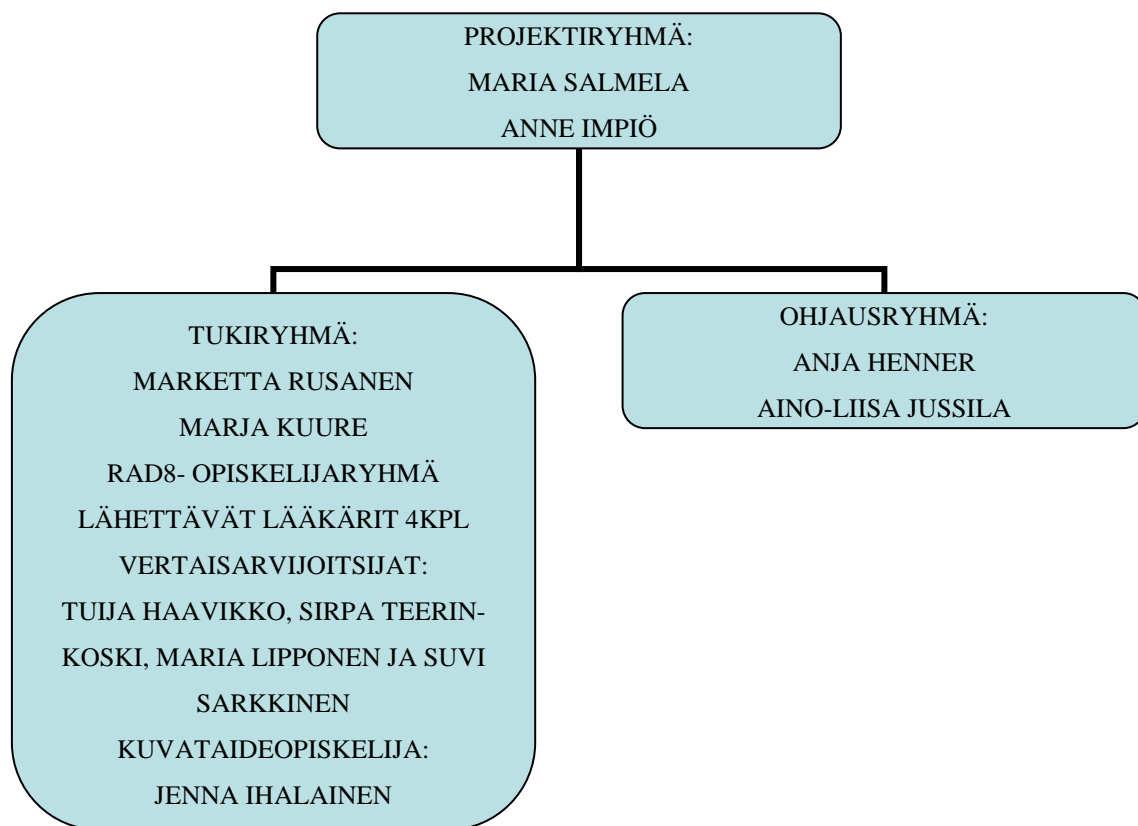 PROJEKTIRYHMÄ:
MARIA SALMELA
ANNE IMPIÖ
TUKIRYHMÄ:
MARKETTA RUSANEN
MARJA KUURE
RAD8- OPISKELIJARYHMÄ
LÄHETTÄVÄT LÄÄKÄRIT 4KPL
VERTAISARVIJOITSIJAT:
TUIJA HAAVIKKO, SIRPA TEERIN-
KOSKI, MARIA LIPPONEN JA SUVI
SARKKINEN
KUVATAIDEOPISKELIJA:
JENNA IHALAINEN
OHJAUSRYHMÄ:
ANJA HENNER
AINO-LIISA JUSSILA